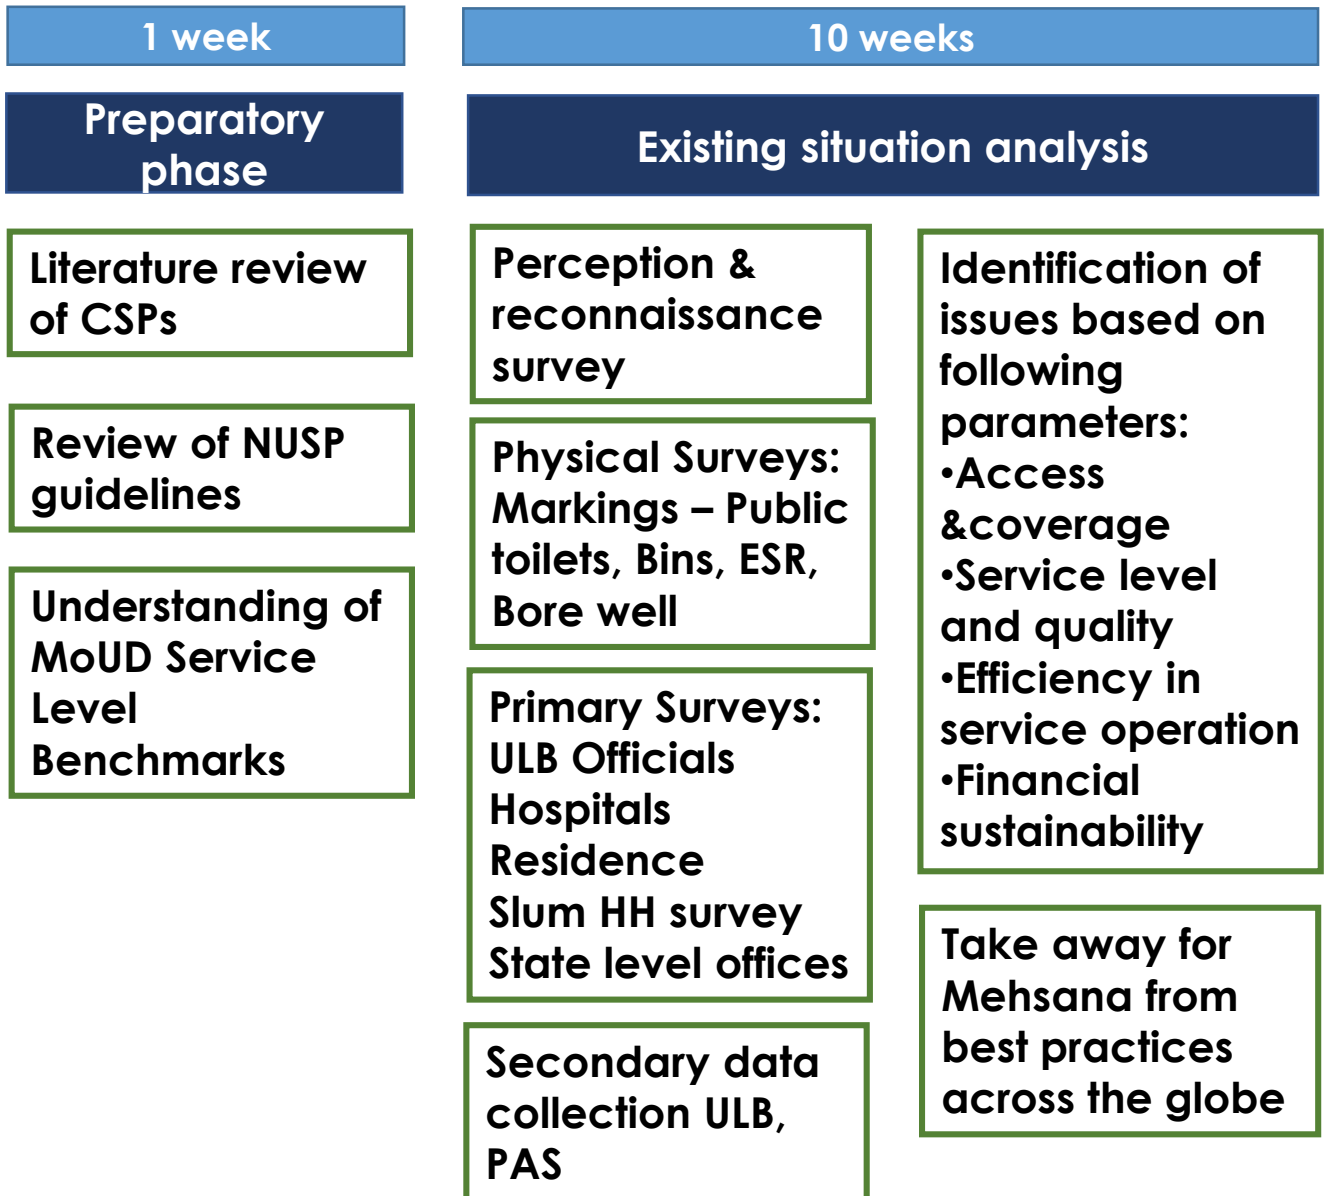 1 week
Preparatory
phase
Literature review
of CSPs
Review of NUSP
guidelines
Understanding of
MoUD Service
Level
Benchmarks
10 weeks
Existing situation analysis
Perception &
reconnaissance
survey
Physical Surveys:
Markings – Public
toilets, Bins, ESR,
Bore well
Primary Surveys:
ULB Officials
Hospitals
Residence
Slum HH survey
State level offices
Secondary data
collection ULB,
PAS
Identification of
issues based on
following
parameters:
•Access
&coverage
•Service level
and quality
•Efficiency in
service operation
•Financial
sustainability
Take away for
Mehsana from
best practices
across the globe